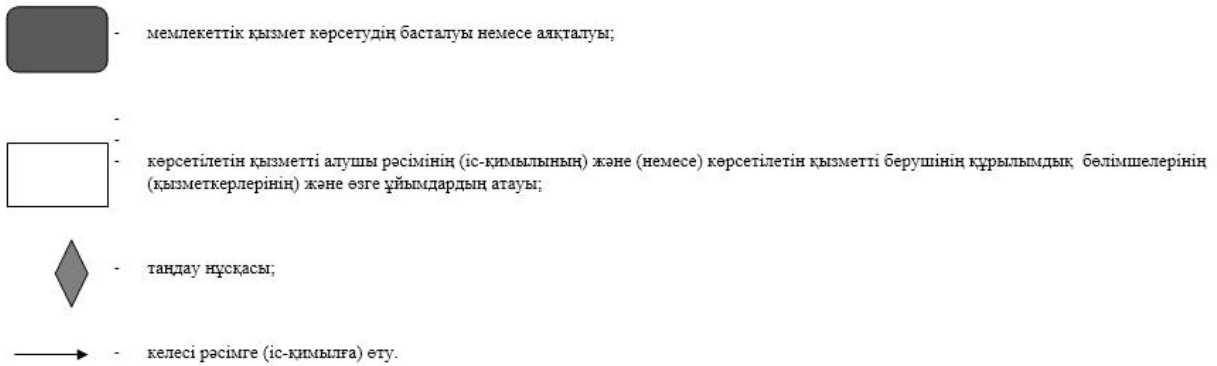 - мемлекеттік қызмет көрсетудің басталуы немесе аяқталуы;
-
-
- көрсетілетін қызметті алушы рәсімінің (іс-қимылының) және (немесе) көрсетілетін қызметті берушінің құрылымдық бөлімшелерінің
(қызметкерлерінің) және өзге ұйымдардың атауы;
- таңдау нұсқасы;
- келесі рәсімге (іс-қимылға) өту.